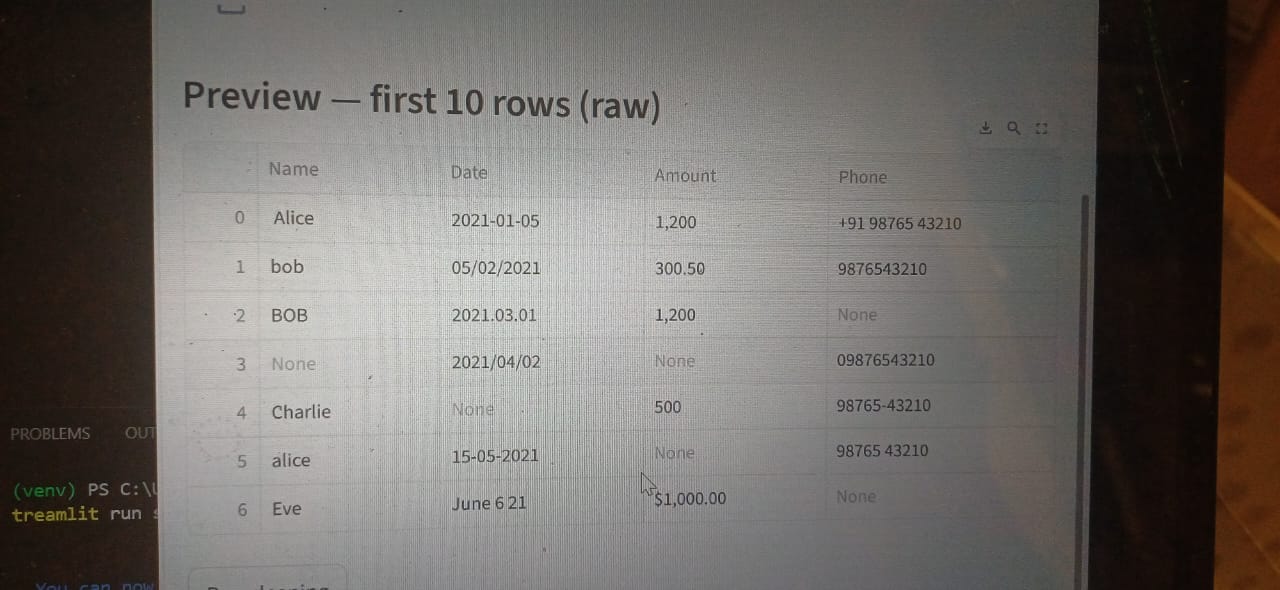 Preview — first 10 rows (raw)
Name Date Amount Phone
0 Alice 2021-01-05 1,200 +91 98765 43210
1 bob 05/02/2021 300.50 9876543210
2 BOB 2021.03.01 1,200 None
3 None 2021/04/02 None 09876543210
4 Charlie None 500 98765-43210
5 alice 15-05-2021 None 98765 43210
6 Eve June 6 21 $1,000.00 None
PROBLEMS OUT
(venv) PS C:\U
treamlit run s
You can now